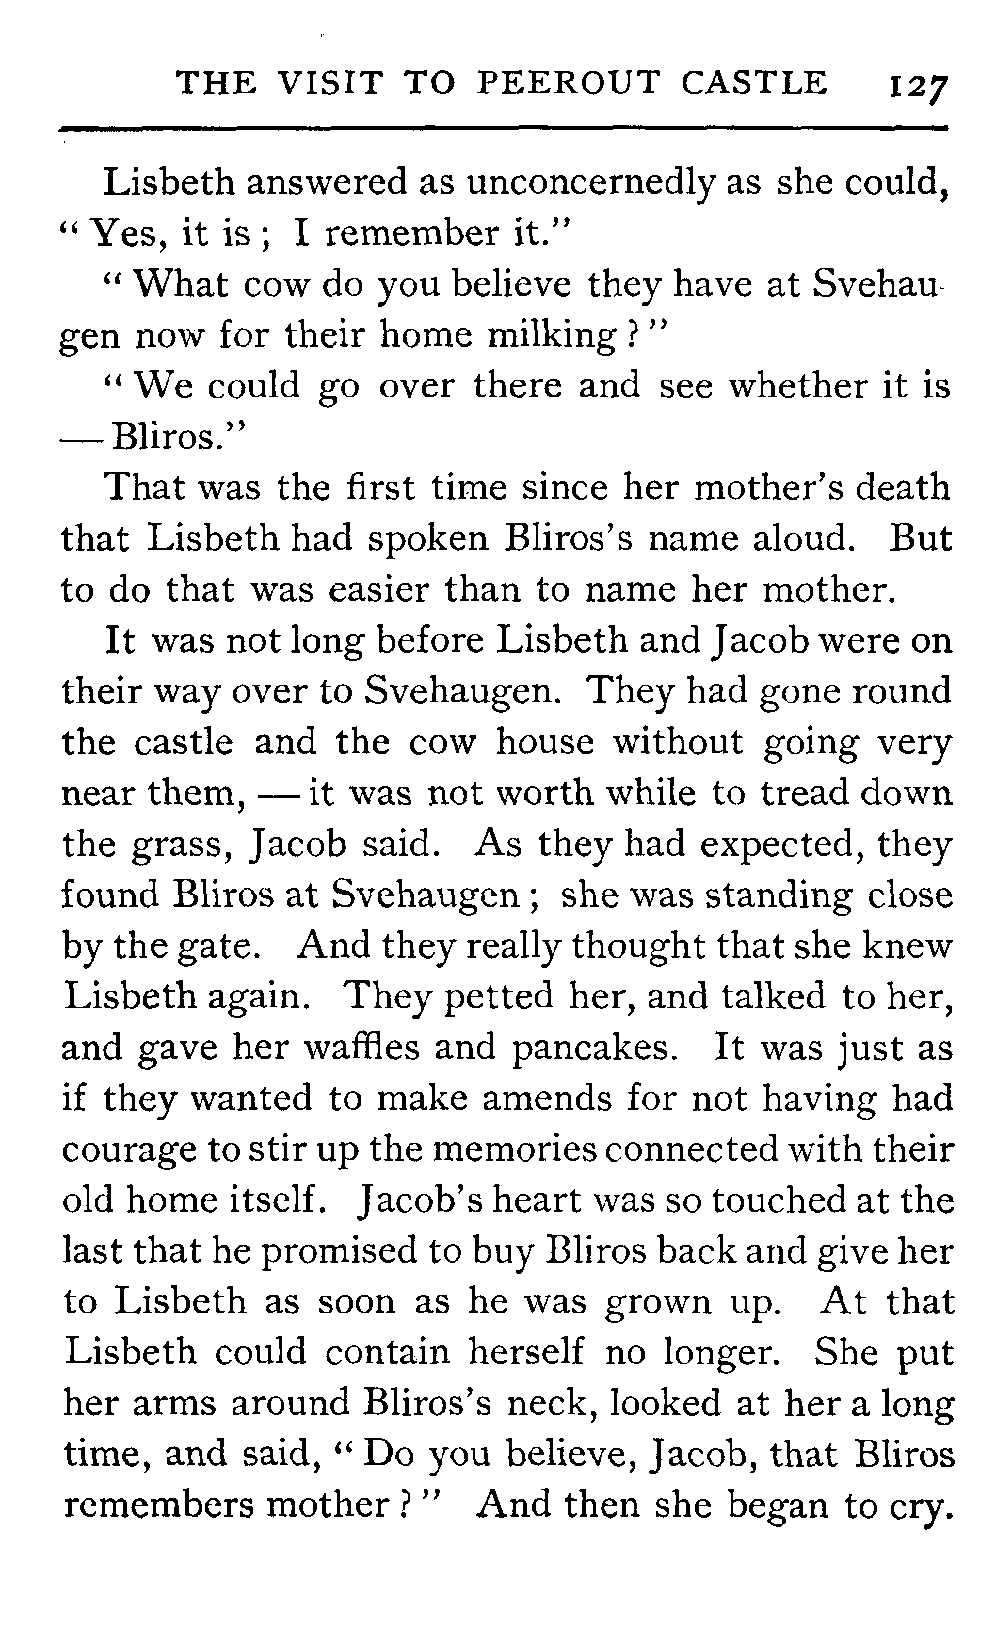 THE VISIT TO PEEROUT CASTLE 127
Lisbeth answered as unconcernedly as she could,
“ Yes, it is ; I remember it.”
“ What cow do you believe they have at Svehau-
gen now for their home milking ? ”
“ We could go over there and see whether it is
— Bliros.”
That was the first time since her mother’s death
that Lisbeth had spoken Bliros’s name aloud. But
to do that was easier than to name her mother.
It was not long before Lisbeth and Jacob were on
their way over to Svehaugen. They had gone round
the castle and the cow house without going very
near them, — it was not worth while to tread down
the grass, Jacob said. As they had expected, they
found Bliros at Svehaugen ; she was standing close
by the gate. And they really thought that she knew
Lisbeth again. They petted her, and talked to her,
and gave her waffles and pancakes. It was just as
if they wanted to make amends for not having had
courage to stir up the memories connected with their
old home itself. Jacob’s heart was so touched at the
last that he promised to buy Bliros back and give her
to Lisbeth as soon as he was grown up. At that
Lisbeth could contain herself no longer. She put
her arms around Bliros’s neck, looked at her a long
time, and said, “ Do you believe, Jacob, that Bliros
remembers mother ? ” And then she began to cry.